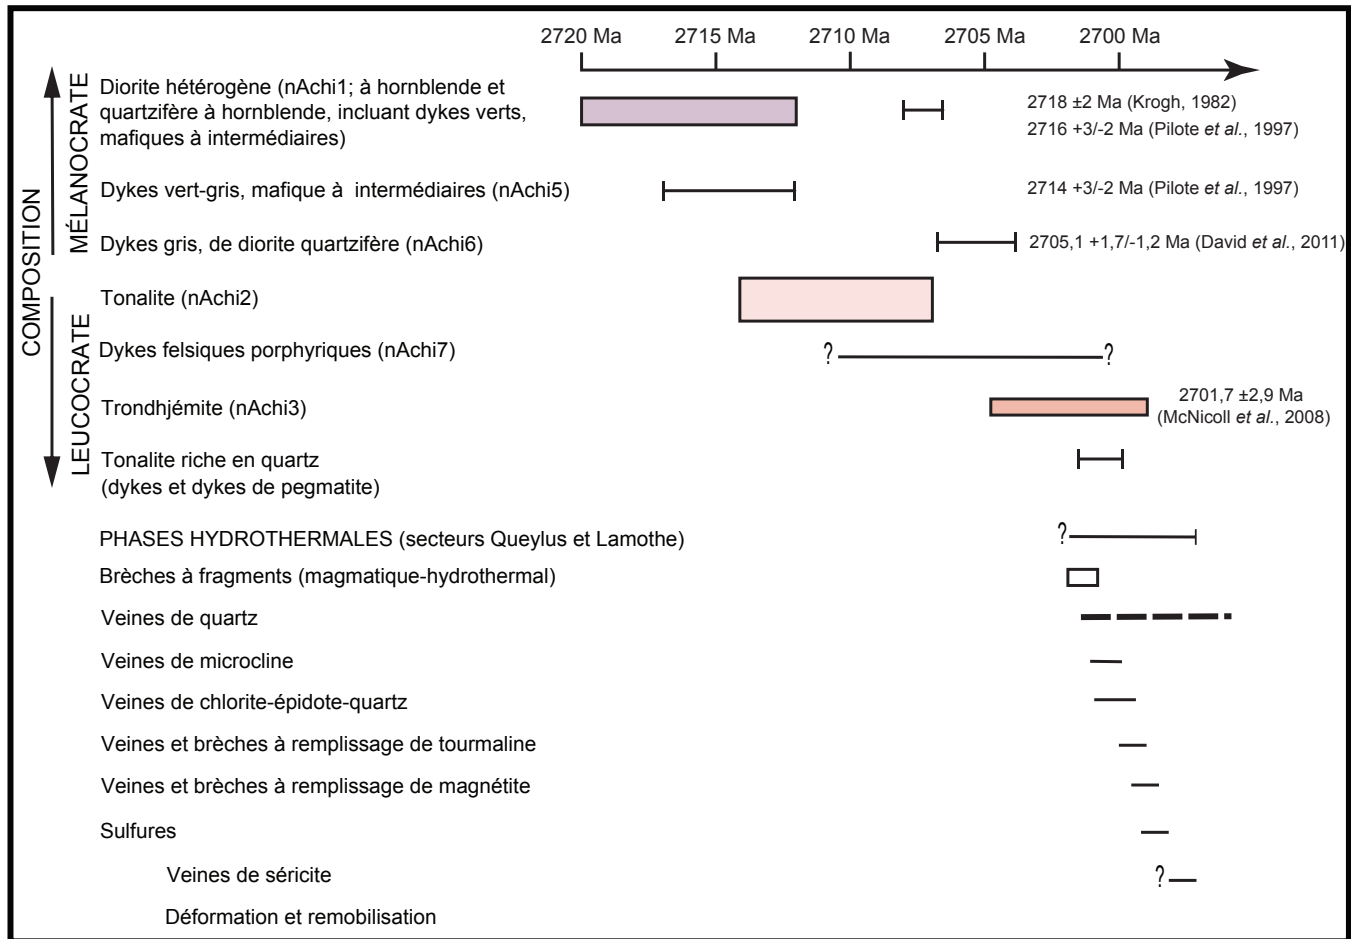 2720 Ma 2715 Ma 2710 Ma 2705 Ma 2700 Ma
COMPOSITION
MÉLANOCRATE
LEUCOCRATE
Diorite hétérogène (nAchi1; à hornblende et
quartzifère à hornblende, incluant dykes verts,
mafiques à intermédiaires)
2718 ±2 Ma (Krogh, 1982)
2716 +3/-2 Ma (Pilote et al., 1997)
Dykes vert-gris, mafique à intermédiaires (nAchi5)
2714 +3/-2 Ma (Pilote et al., 1997)
Dykes gris, de diorite quartzifère (nAchi6)
2705,1 +1,7/-1,2 Ma (David et al., 2011)
Tonalite (nAchi2)
Dykes felsiques porphyriques (nAchi7)
? ?
Trondhjémite (nAchi3)
2701,7 ±2,9 Ma
(McNicoll et al., 2008)
Tonalite riche en quartz
(dykes et dykes de pegmatite)
PHASES HYDROTHERMALES (secteurs Queylus et Lamothe)
?
Brèches à fragments (magmatique-hydrothermal)
Veines de quartz
Veines de microcline
Veines de chlorite-épidote-quartz
Veines et brèches à remplissage de tourmaline
Veines et brèches à remplissage de magnétite
Sulfures
Veines de séricite
?
Déformation et remobilisation